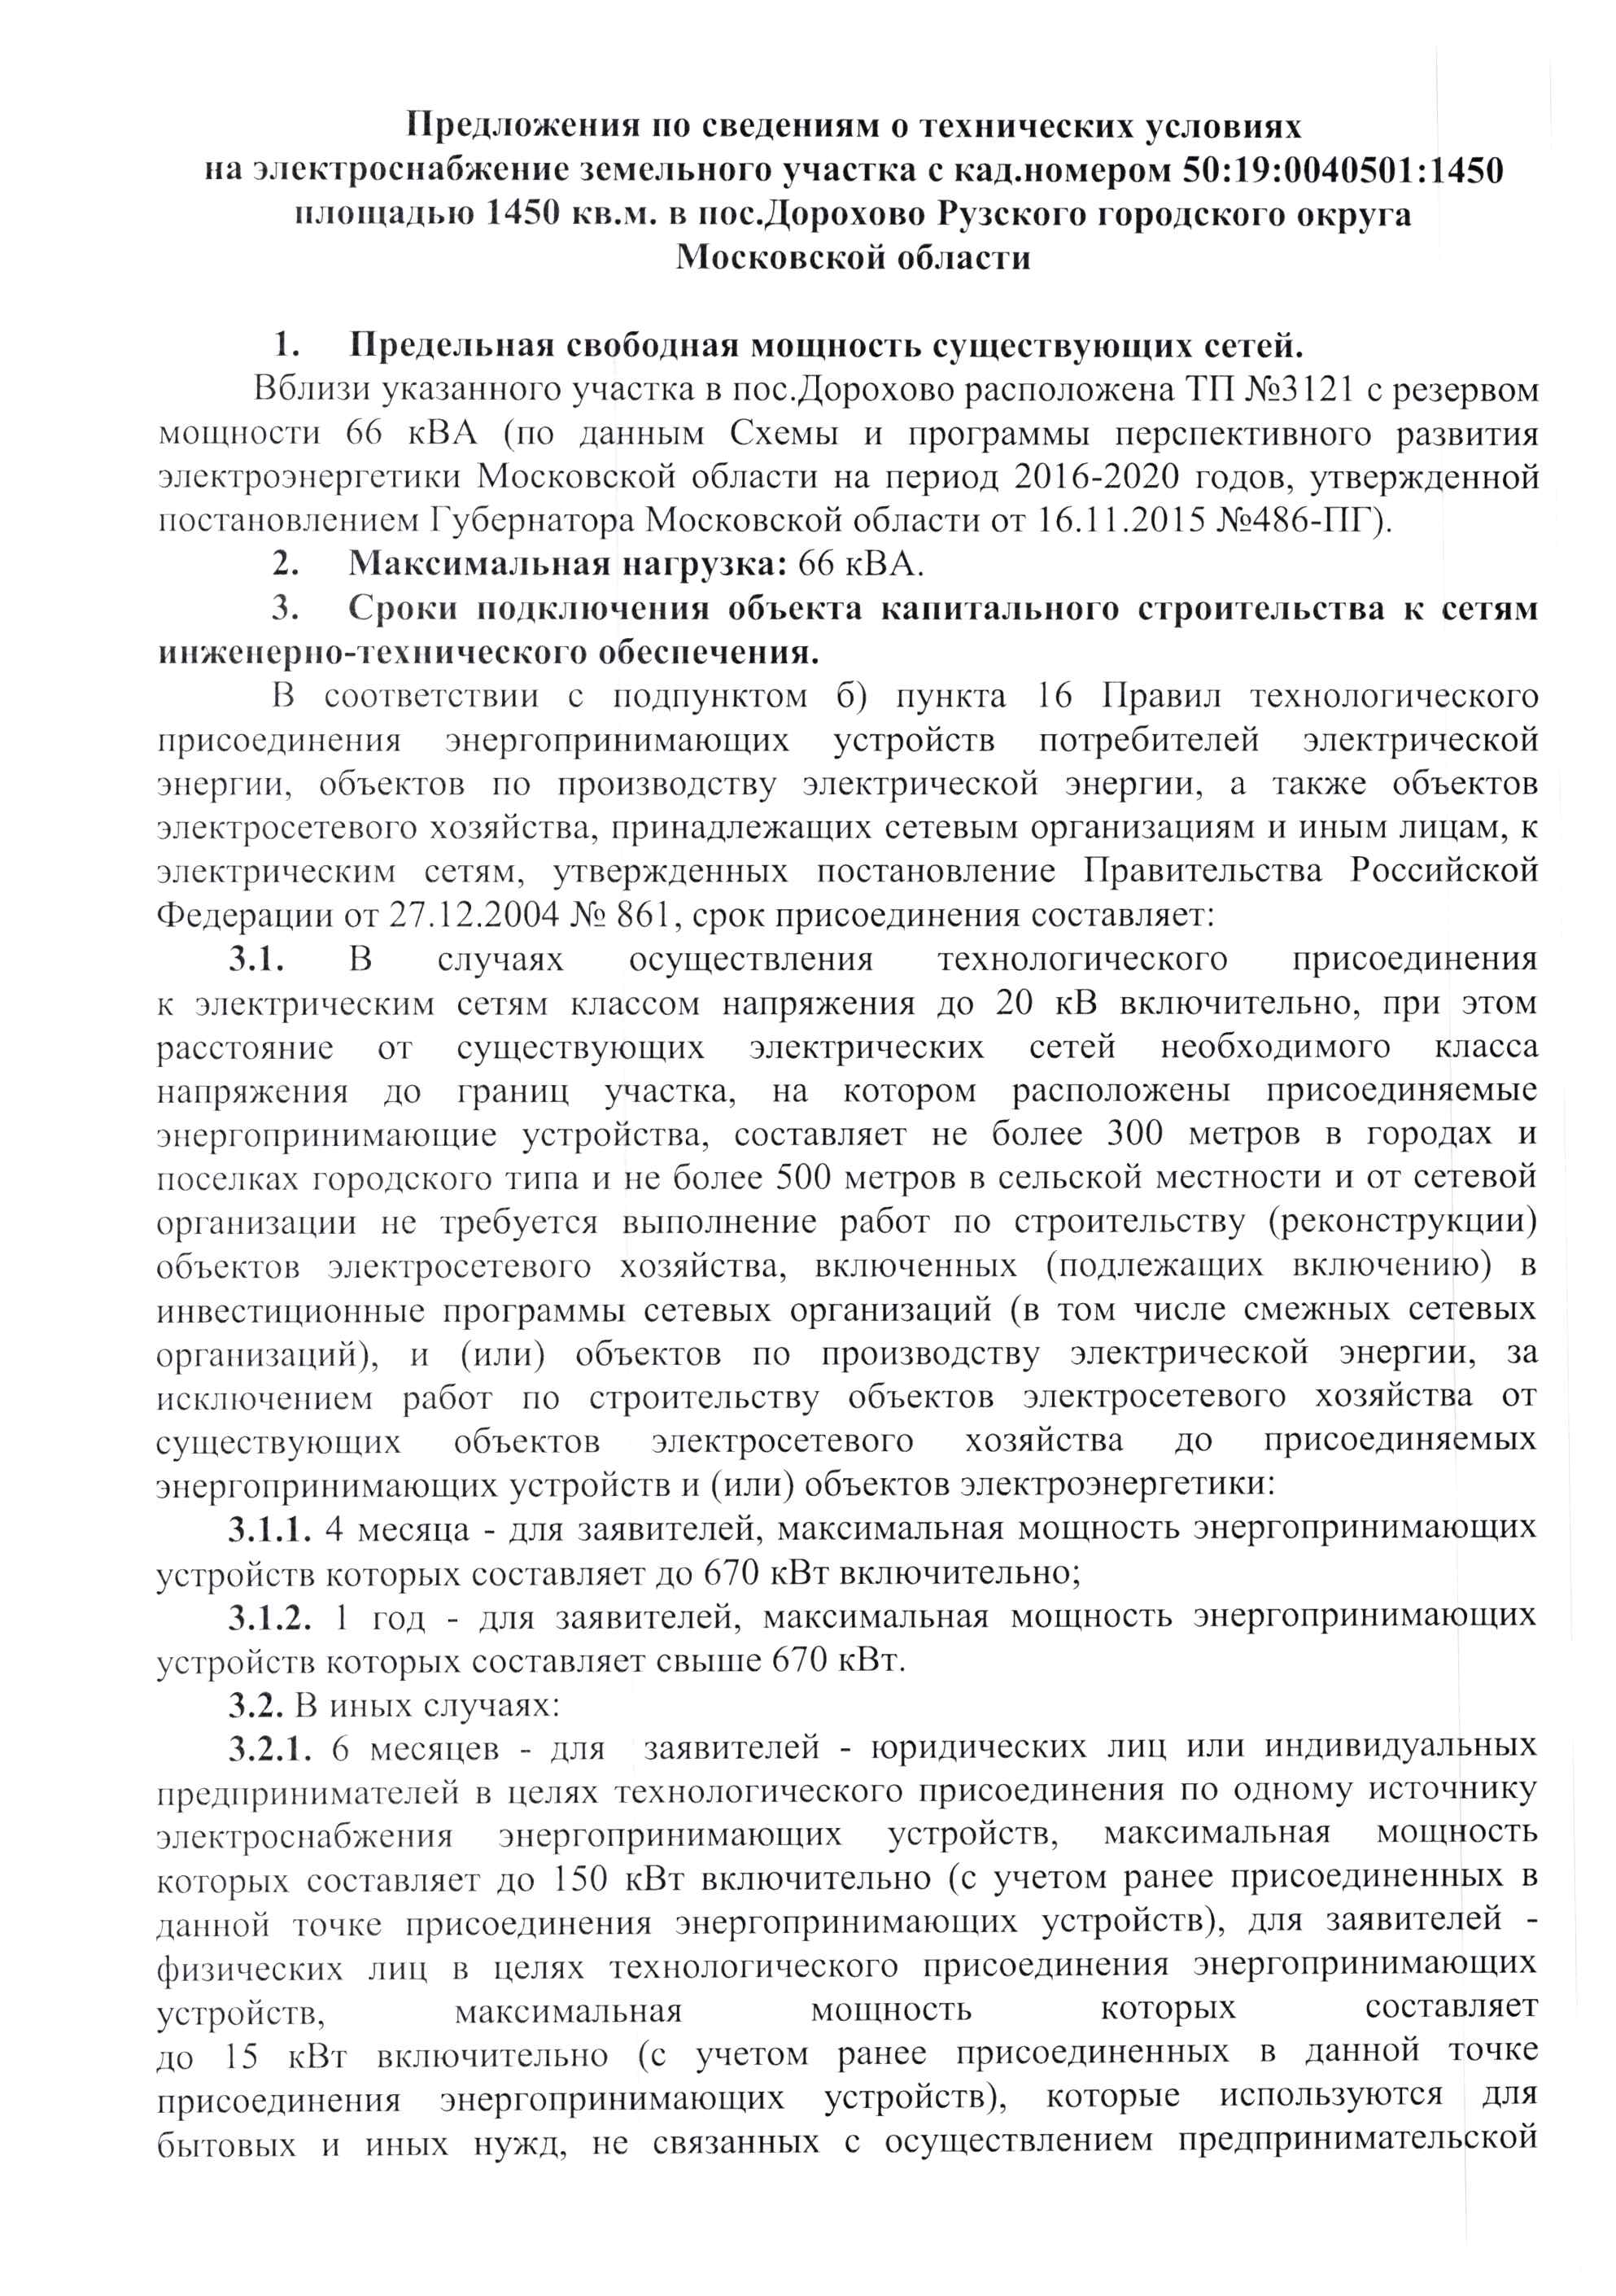 Предложения по сведениям о технических условиях
на электроснабжение земельного участка с кад.номером 50:19:0040501:1450
площадью 1450 кв.м. в пос.Дорохово Рузского городского округа
Московской области
1. Предельная свободная мощность существующих сетей.
Вблизи указанного участка в пос.Дорохово расположена ТП №3121 с резервом
мощности 66 кВА (по данным Схемы и программы перспективного развития
электроэнергетики Московской области на период 2016-2020 годов, утвержденной
постановлением Губернатора Московской области от 16.11.2015 №486-ПГ).
2. Максимальная нагрузка: 66 кВА.
3. Сроки подключения объекта капитального строительства к сетям
инженерно-технического обеспечения.
В соответствии с подпунктом б) пункта 16 Правил технологического
присоединения энергопринимающих устройств потребителей электрической
энергии, объектов по производству электрической энергии, а также объектов
электросетевого хозяйства, принадлежащих сетевым организациям и иным лицам, к
электрическим сетям, утвержденных постановление Правительства Российской
Федерации от 27.12.2004 № 861, срок присоединения составляет:
3.1. В случаях осуществления технологического присоединения
к электрическим сетям классом напряжения до 20 кВ включительно, при этом
расстояние от существующих электрических сетей необходимого класса
напряжения до границ участка, на котором расположены присоединяемые
энергопринимающие устройства, составляет не более 300 метров в городах и
поселках городского типа и не более 500 метров в сельской местности и от сетевой
организации не требуется выполнение работ по строительству (реконструкции)
объектов электросетевого хозяйства, включенных (подлежащих включению) в
инвестиционные программы сетевых организаций (в том числе смежных сетевых
организаций), и (или) объектов по производству электрической энергии, за
исключением работ по строительству объектов электросетевого хозяйства от
существующих объектов электросетевого хозяйства до присоединяемых
энергопринимающих устройств и (или) объектов электроэнергетики:
3.1.1. 4 месяца - для заявителей, максимальная мощность энергопринимающих
устройств которых составляет до 670 кВт включительно;
3.1.2. 1 год - для заявителей, максимальная мощность энергопринимающих
устройств которых составляет свыше 670 кВт.
3.2. В иных случаях:
3.2.1. 6 месяцев - для заявителей - юридических лиц или индивидуальных
предпринимателей в целях технологического присоединения по одному источнику
электроснабжения энергопринимающих устройств, максимальная мощность
которых составляет до 150 кВт включительно (с учетом ранее присоединенных в
данной точке присоединения энергопринимающих устройств), для заявителей -
физических лиц в целях технологического присоединения энергопринимающих
устройств, максимальная мощность которых составляет
до 15 кВт включительно (с учетом ранее присоединенных в данной точке
присоединения энергопринимающих устройств), которые используются для
бытовых и иных нужд, не связанных с осуществлением предпринимательской